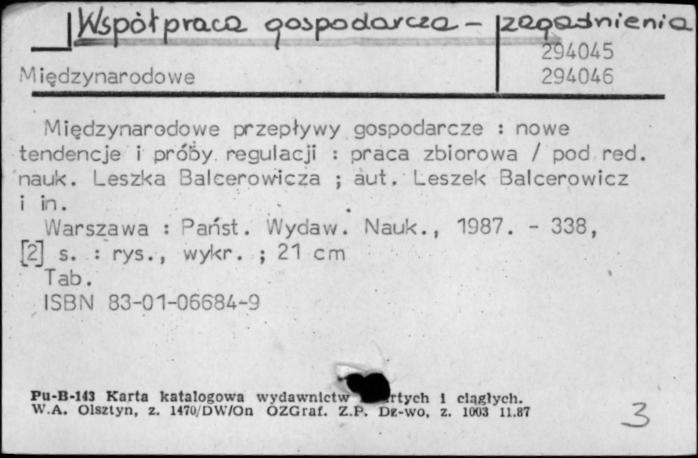 Współpraca gospodarcza - zagadnienia
294045
Międzynarodowe 294046
Międzynarodowe przepływy gospodarcze : nowe
tendencje i próby regulacji : praca zbiorowa / pod red.
nauk. Leszka Balcerowicza ; aut. Leszek Balcerowicz
i in.
Warszawa : Państ. Wydaw. Nauk., 1987. - 338,
[2] s. : rys., wykr. ; 21 cm
Tab.
ISBN 83-01-06684-9
Pu-B-143 Karta katalogowa wydawnictw rtych i ciągłych.
W.A. Olsztyn, z. 1470/DW/On OZGraf. Z.P. Dz-wo, z. 1003 11.87
3